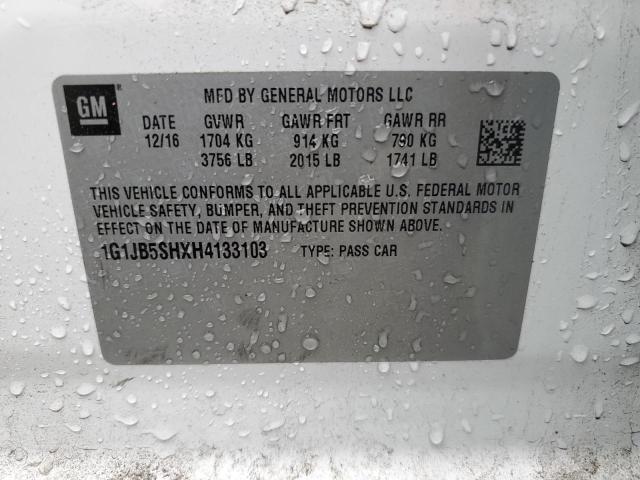 GM
MFD BY GENERAL MOTORS LLC
DATE GVWR GAWR FRT GAWR RR
12/16 1704 KG 914 KG 790 KG
3756 LB 2015 LB 1741 LB
THIS VEHICLE CONFORMS TO ALL APPLICABLE U.S. FEDERAL MOTOR
VEHICLE SAFETY, BUMPER, AND THEFT PREVENTION STANDARDS IN
EFFECT ON THE DATE OF MANUFACTURE SHOWN ABOVE.
1G1JB5SHXH4133103 TYPE: PASS CAR